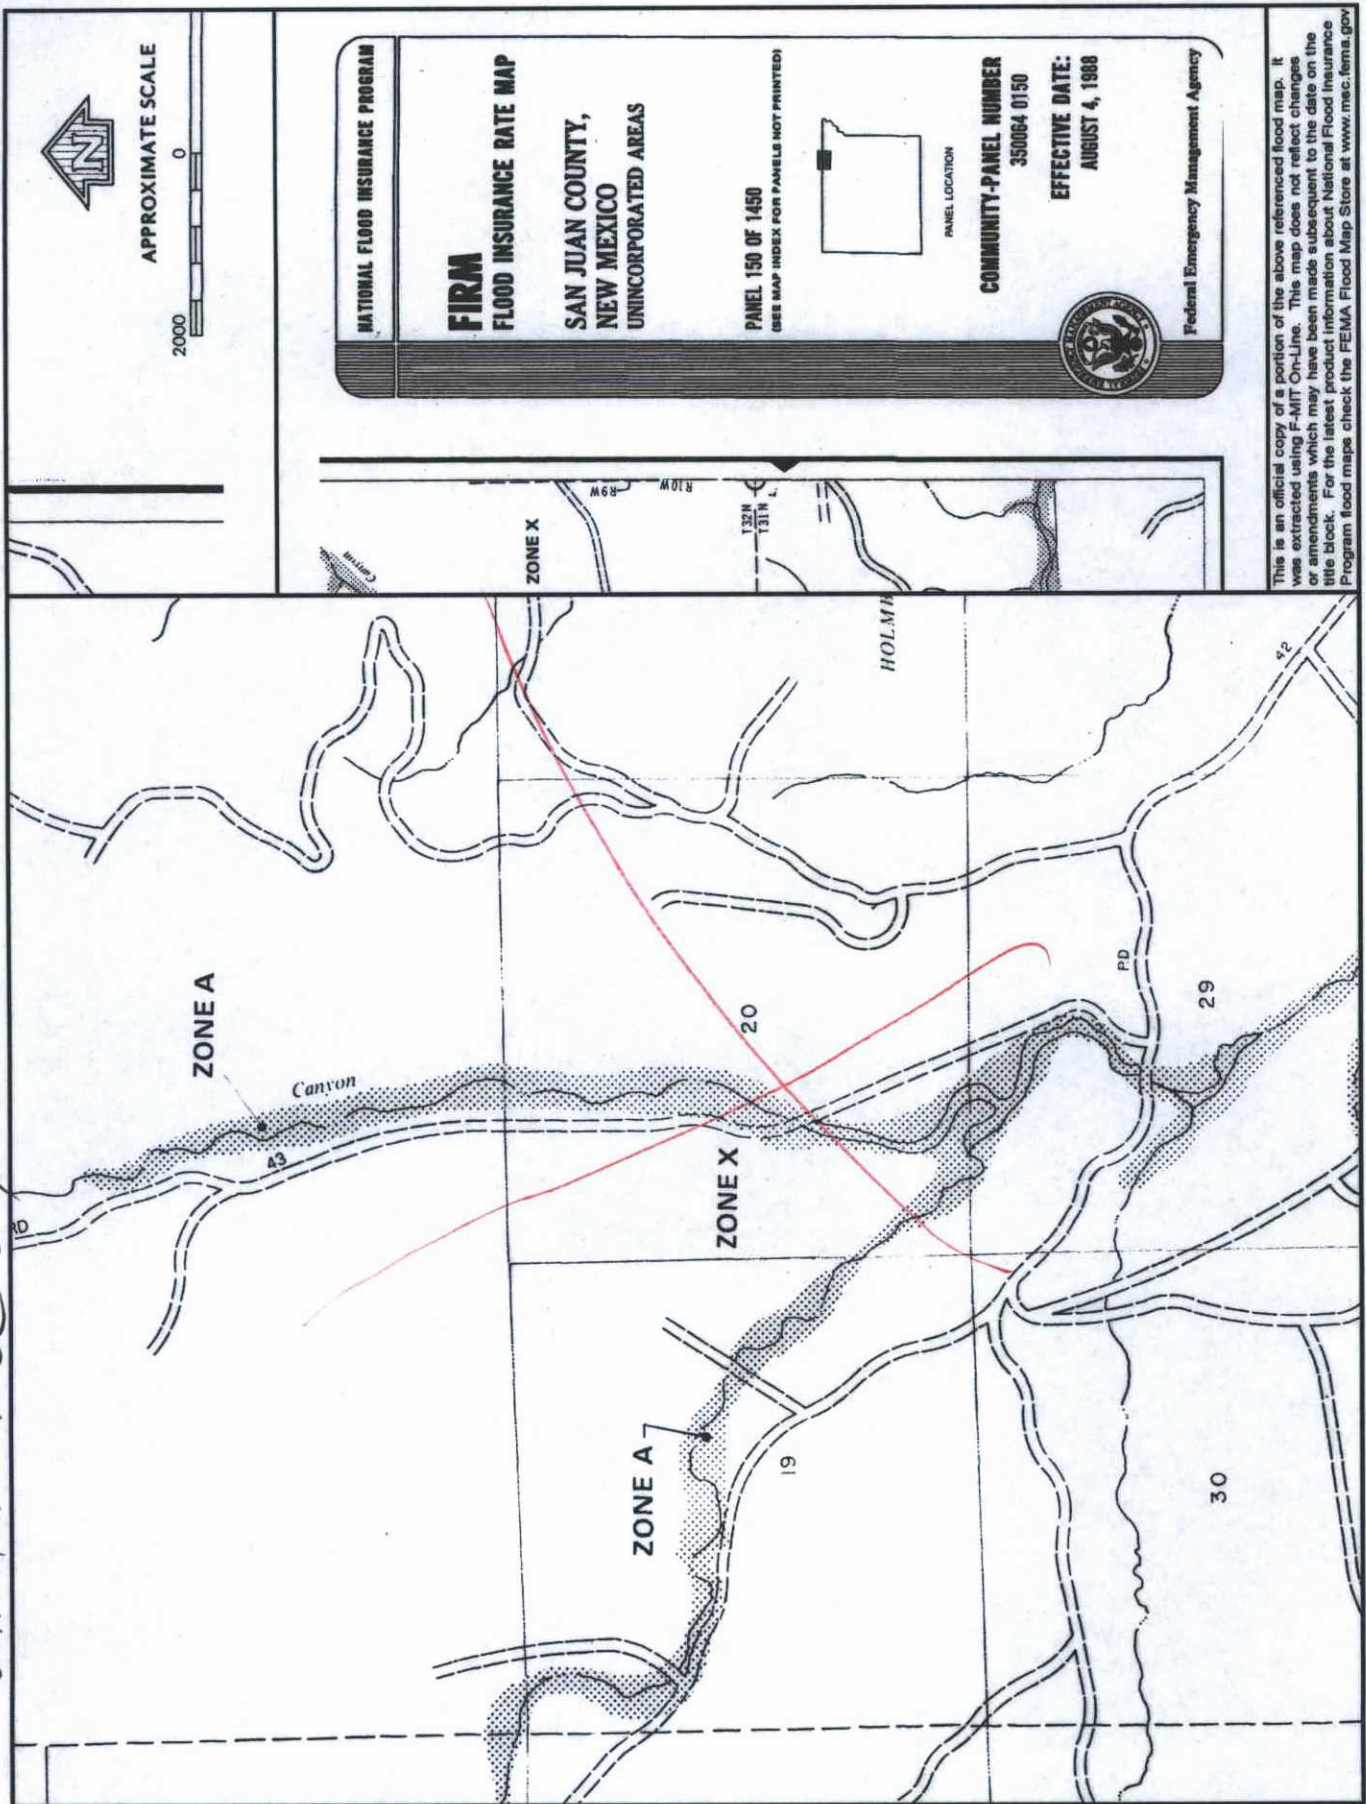 APPROXIMATE SCALE
2000 0
N
NATIONAL FLOOD INSURANCE PROGRAM
FIRM
FLOOD INSURANCE RATE MAP
SAN JUAN COUNTY,
NEW MEXICO
UNINCORPORATED AREAS
PANEL 150 OF 1450
(SEE MAP INDEX FOR PANELS NOT PRINTED)
PANEL LOCATION
COMMUNITY-PANEL NUMBER
350064 0150
EFFECTIVE DATE:
AUGUST 4, 1988
Federal Emergency Management Agency
This is an official copy of a portion of the above referenced flood map. It
was extracted using F-MIT On-Line. This map does not reflect changes
or amendments which may have been made subsequent to the date on the
title block. For the latest product information about National Flood Insurance
Program flood maps check the FEMA Flood Map Store at www.msc.fema.gov
Canyon
ZONE X
R9W
R10W
T32N
T31N
ZONE A
Canyon
43
RD
20
ZONE X
HOLMB
42
RD
29
ZONE A
19
30